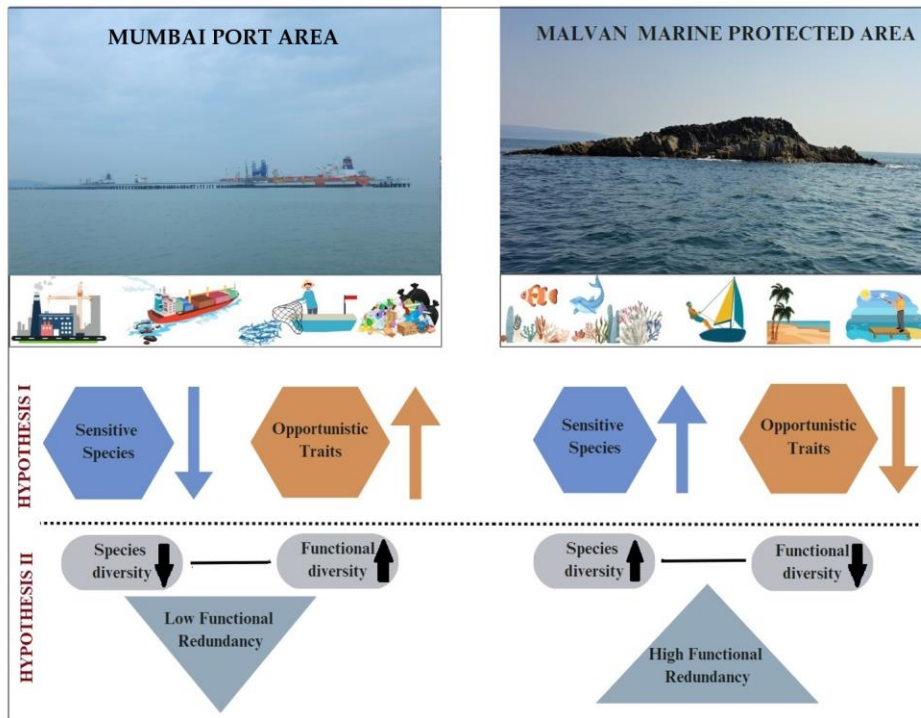 MUMBAI PORT AREA
MALVAN MARINE PROTECTED AREA
HYPOTHESIS I
Sensitive
Species
Opportunistic
Traits
Sensitive
Species
Opportunistic
Traits
HYPOTHESIS II
Species
diversity
Functional
diversity
Species
diversity
Functional
diversity
Low Functional
Redundancy
High Functional
Redundancy